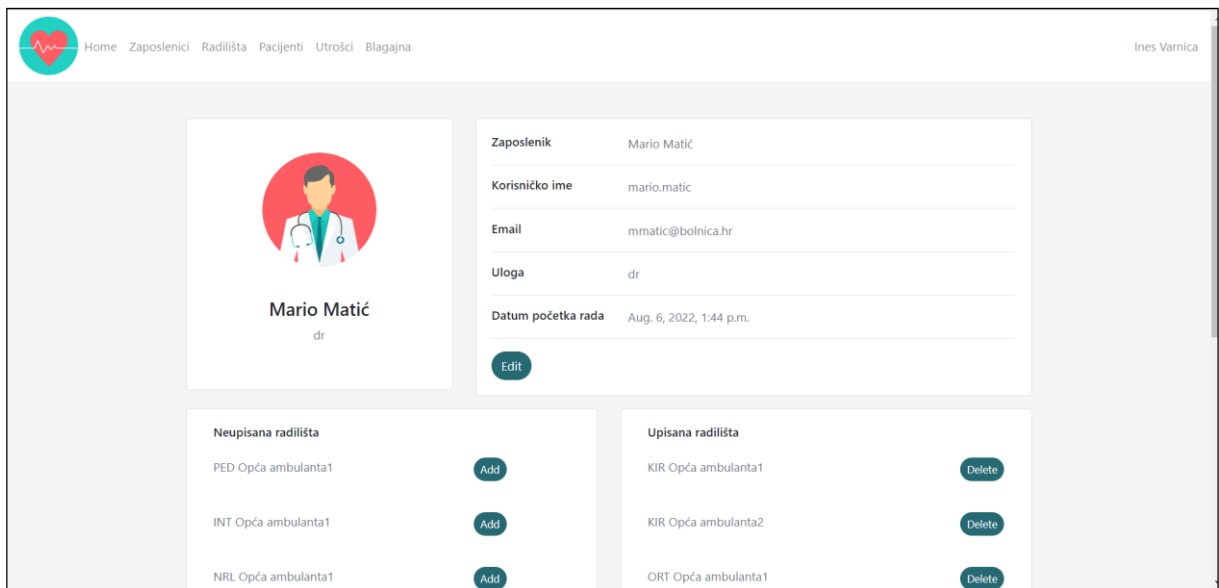 Home Zaposlenici Radilišta Pacijenti Utrošci Blagajna Ines Varnica
Mario Matić
dr
Zaposlenik Mario Matić
Korisničko ime mario.matic
Email mmatic@bolnica.hr
Uloga dr
Datum početka rada Aug. 6, 2022, 1:44 p.m.
Edit
Neupisana radilišta
PED Opća ambulanta1 Add
INT Opća ambulanta1 Add
NRL Opća ambulanta1 Add
Upisana radilišta
KIR Opća ambulanta1 Delete
KIR Opća ambulanta2 Delete
ORT Opća ambulanta1 Delete